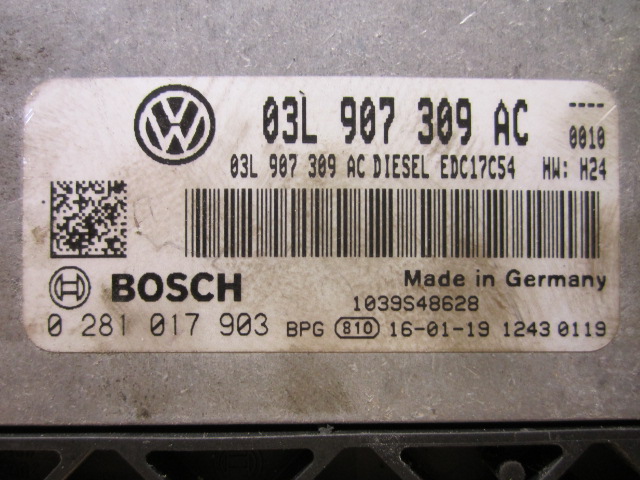 03L 907 309 AC ----
0010
03L 907 309 AC DIESEL EDC17C54 HW: H24
BOSCH Made in Germany
1039S48628
0 281 017 903 BPG 810 16-01-19 1243 0119